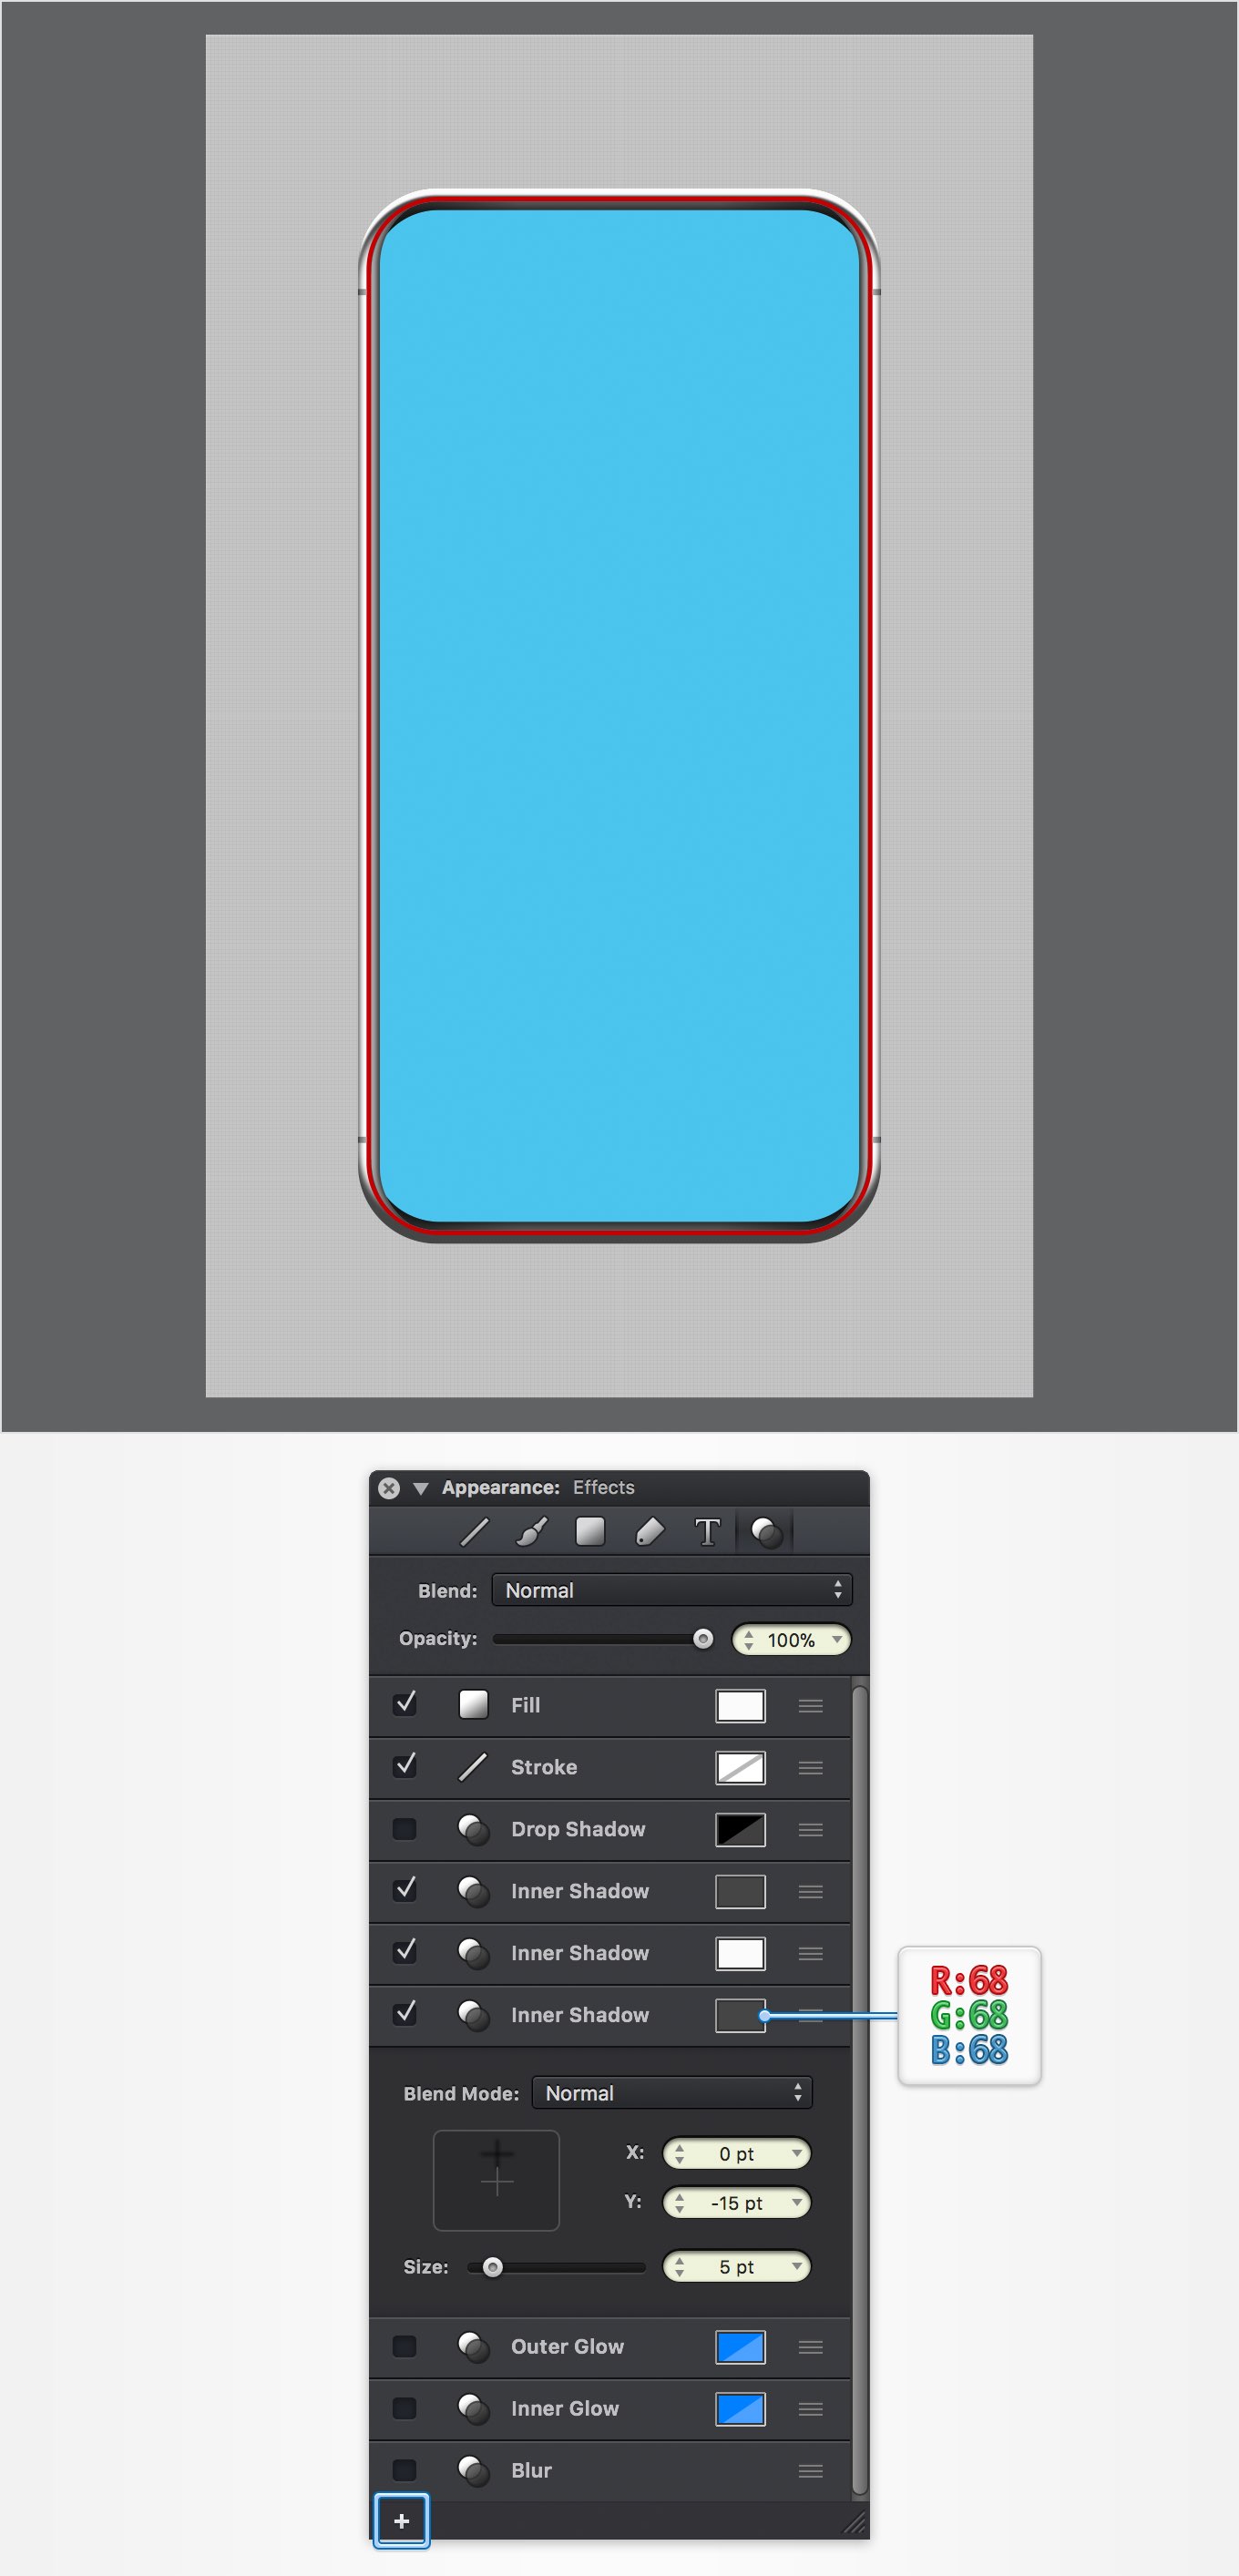 Appearance: Effects
T
Blend: Normal
Opacity: 100%
Fill
Stroke
Drop Shadow
Inner Shadow
Inner Shadow
Inner Shadow
R:68
G:68
B:68
Blend Mode: Normal
X: 0 pt
Y: -15 pt
Size: 5 pt
Outer Glow
Inner Glow
Blur
+